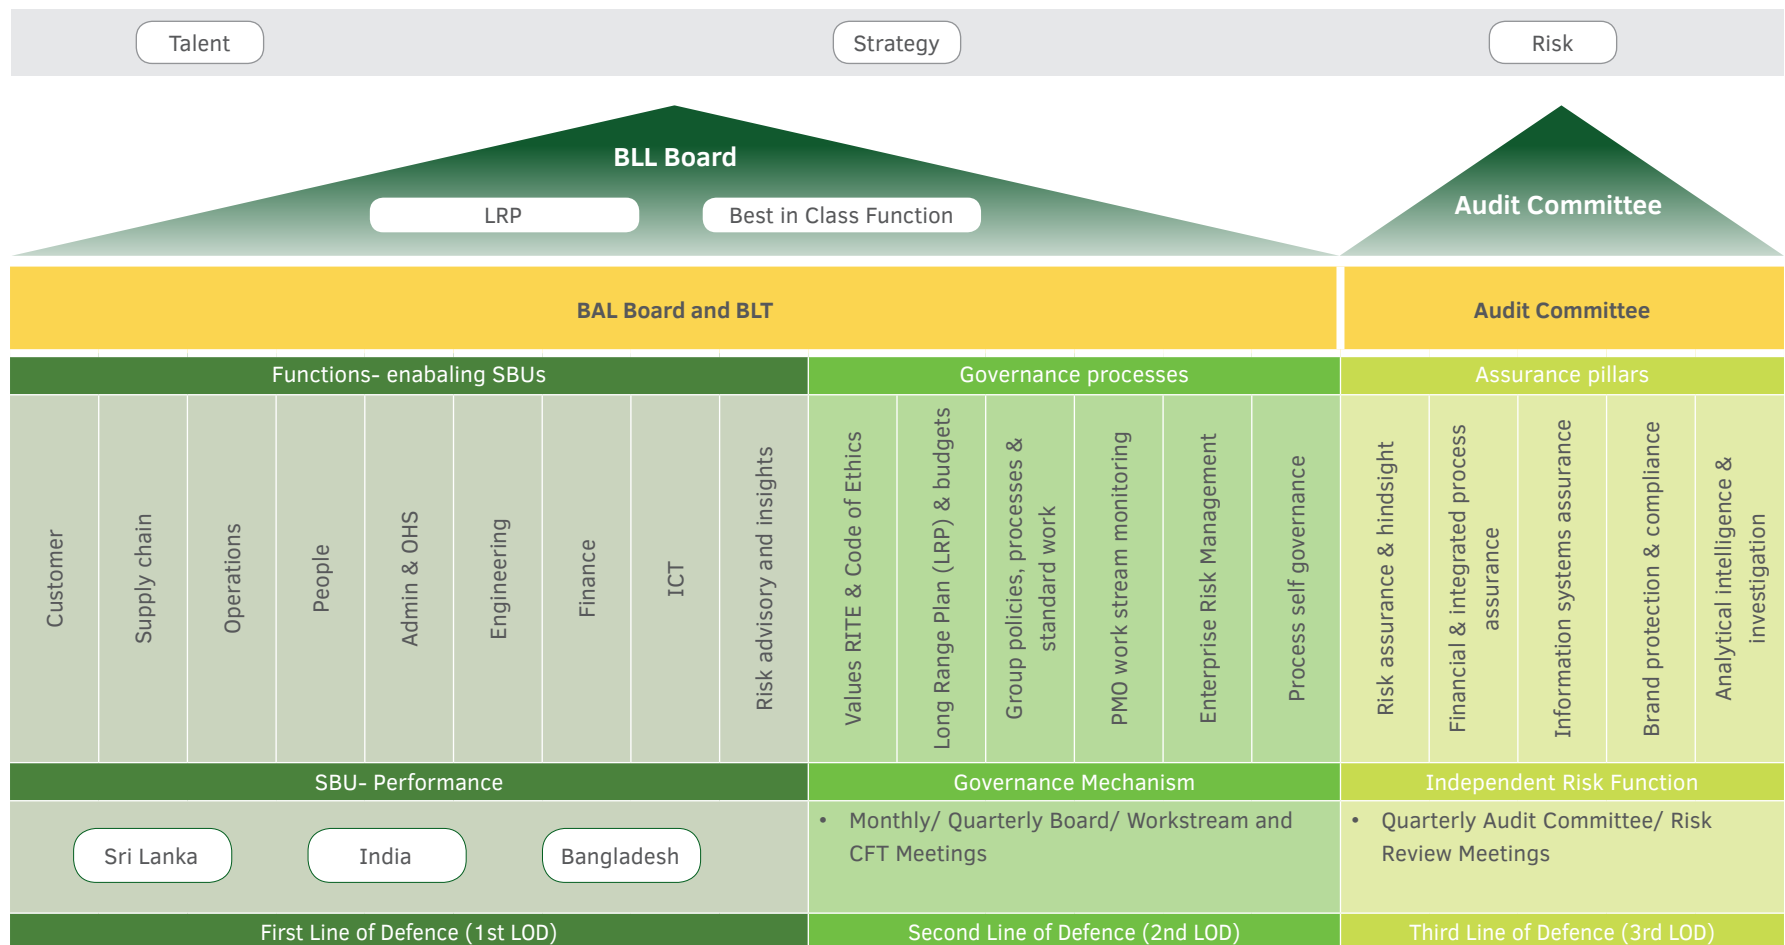 Talent
Strategy
Risk
BLL Board
LRP
Best in Class Function
Audit Committee
BAL Board and BLT
Audit Committee
Functions- enabaling SBUs
Governance processes
Assurance pillars
Customer
Supply chain
Operations
People
Admin & OHS
Engineering
Finance
ICT
Risk advisory and insights
Values RITE & Code of Ethics
Long Range Plan (LRP) & budgets
Group policies, processes &
standard work
PMO work stream monitoring
Enterprise Risk Management
Process self governance
Risk assurance & hindsight
Financial & integrated process
assurance
Information systems assurance
Brand protection & compliance
Analytical intelligence &
investigation
SBU- Performance
Governance Mechanism
Independent Risk Function
Sri Lanka
India
Bangladesh
• Monthly/ Quarterly Board/ Workstream and
CFT Meetings
• Quarterly Audit Committee/ Risk
Review Meetings
First Line of Defence (1st LOD)
Second Line of Defence (2nd LOD)
Third Line of Defence (3rd LOD)